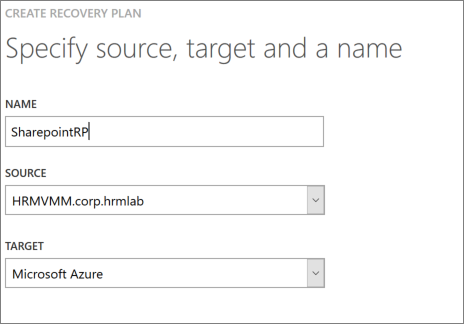 CREATE RECOVERY PLAN
Specify source, target and a name
NAME
SharepointRP
SOURCE
HRMVMM.corp.hrmlab
TARGET
Microsoft Azure